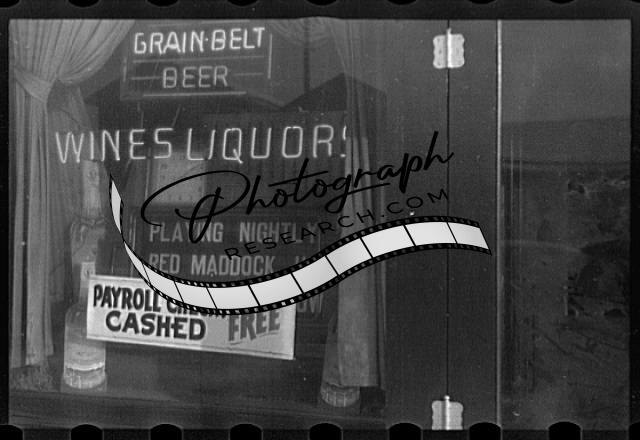 GRAIN-BELT
BEER
WINES LIQUORS
Photograph
RESEARCH.COM
PLAYING NIGHTLY
RED MADDOCK
PAYROLL
CASHED FREE